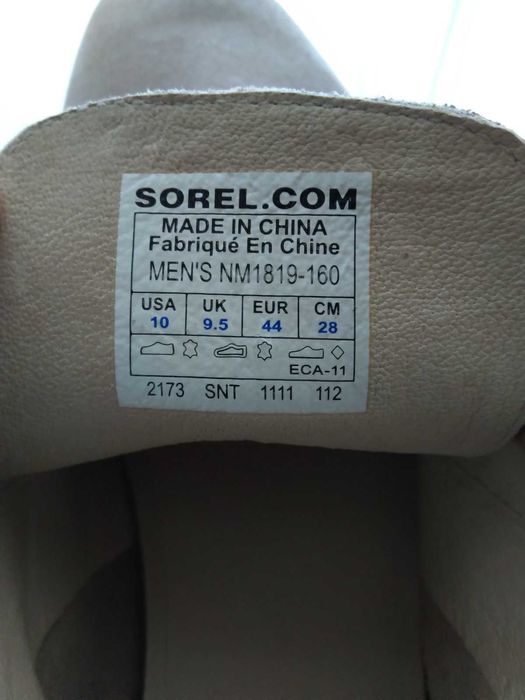 SOREL.COM
MADE IN CHINA
Fabriqué En Chine
MEN'S NM1819-160
USA UK EUR CM
10 9.5 44 28
ECA-11
2173 SNT 1111 112